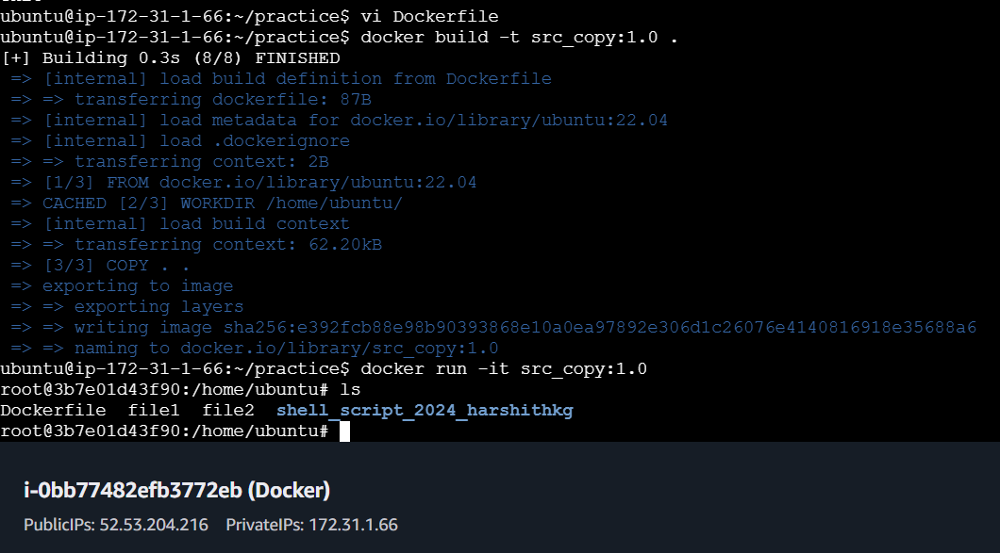 ubuntu@ip-172-31-1-66:~/practice$ vi Dockerfile
ubuntu@ip-172-31-1-66:~/practice$ docker build -t src_copy:1.0 .
[+] Building 0.3s (8/8) FINISHED
=> [internal] load build definition from Dockerfile
=> => transferring dockerfile: 87B
=> [internal] load metadata for docker.io/library/ubuntu:22.04
=> [internal] load .dockerignore
=> => transferring context: 2B
=> [1/3] FROM docker.io/library/ubuntu:22.04
=> CACHED [2/3] WORKDIR /home/ubuntu/
=> [internal] load build context
=> => transferring context: 62.20kB
=> [3/3] COPY . .
=> exporting to image
=> => exporting layers
=> => writing image sha256:e392fcb88e98b90393868e10a0ea97892e306d1c26076e4140816918e35688a6
=> => naming to docker.io/library/src_copy:1.0
ubuntu@ip-172-31-1-66:~/practice$ docker run -it src_copy:1.0
root@3b7e01d43f90:/home/ubuntu# ls
Dockerfile file1 file2 shell_script_2024_harshithkg
root@3b7e01d43f90:/home/ubuntu#
i-0bb77482efb3772eb (Docker)
PublicIPs: 52.53.204.216 PrivateIPs: 172.31.1.66